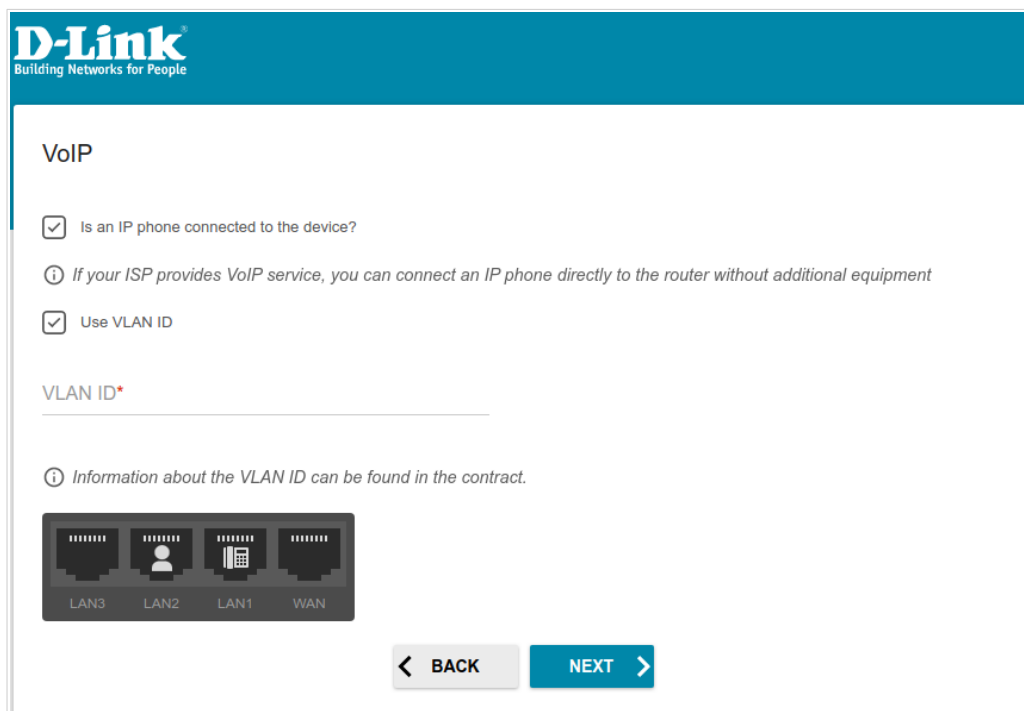 D-Link
Building Networks for People
VoIP
Is an IP phone connected to the device?
If your ISP provides VoIP service, you can connect an IP phone directly to the router without additional equipment
Use VLAN ID
VLAN ID*
Information about the VLAN ID can be found in the contract.
LAN3 LAN2 LAN1 WAN
BACK NEXT